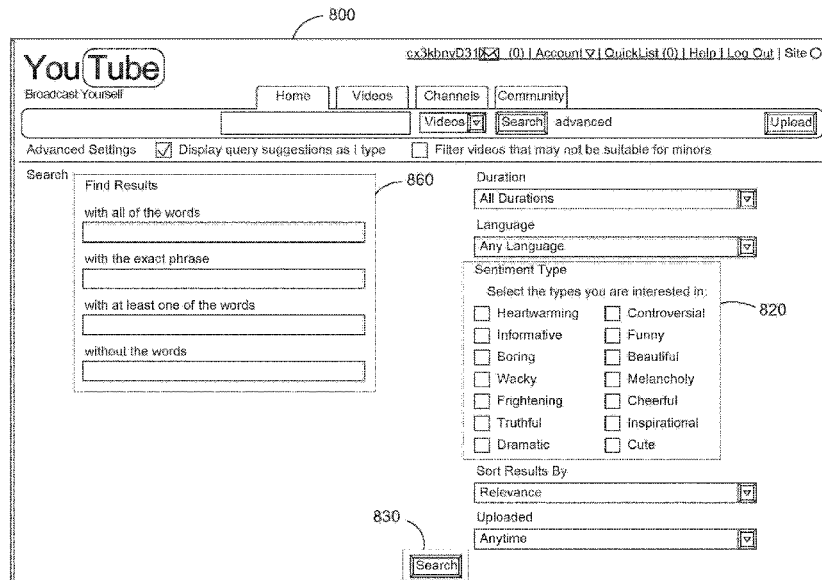 800
YouTube
Broadcast Yourself
cx3kbnvD31 (0) | Account | QuickList (0) | Help | Log Out | Site
Home Videos Channels Community
Videos Search advanced Upload
Advanced Settings Display query suggestions as I type Filter videos that may not be suitable for minors
Search
Find Results
860
with all of the words
with the exact phrase
with at least one of the words
without the words
Duration
All Durations
Language
Any Language
Sentiment Type
Select the types you are interested in:
820
Heartwarming Controversial
Informative Funny
Boring Beautiful
Wacky Melancholy
Frightening Cheerful
Truthful Inspirational
Dramatic Cute
Sort Results By
Relevance
Uploaded
Anytime
830
Search